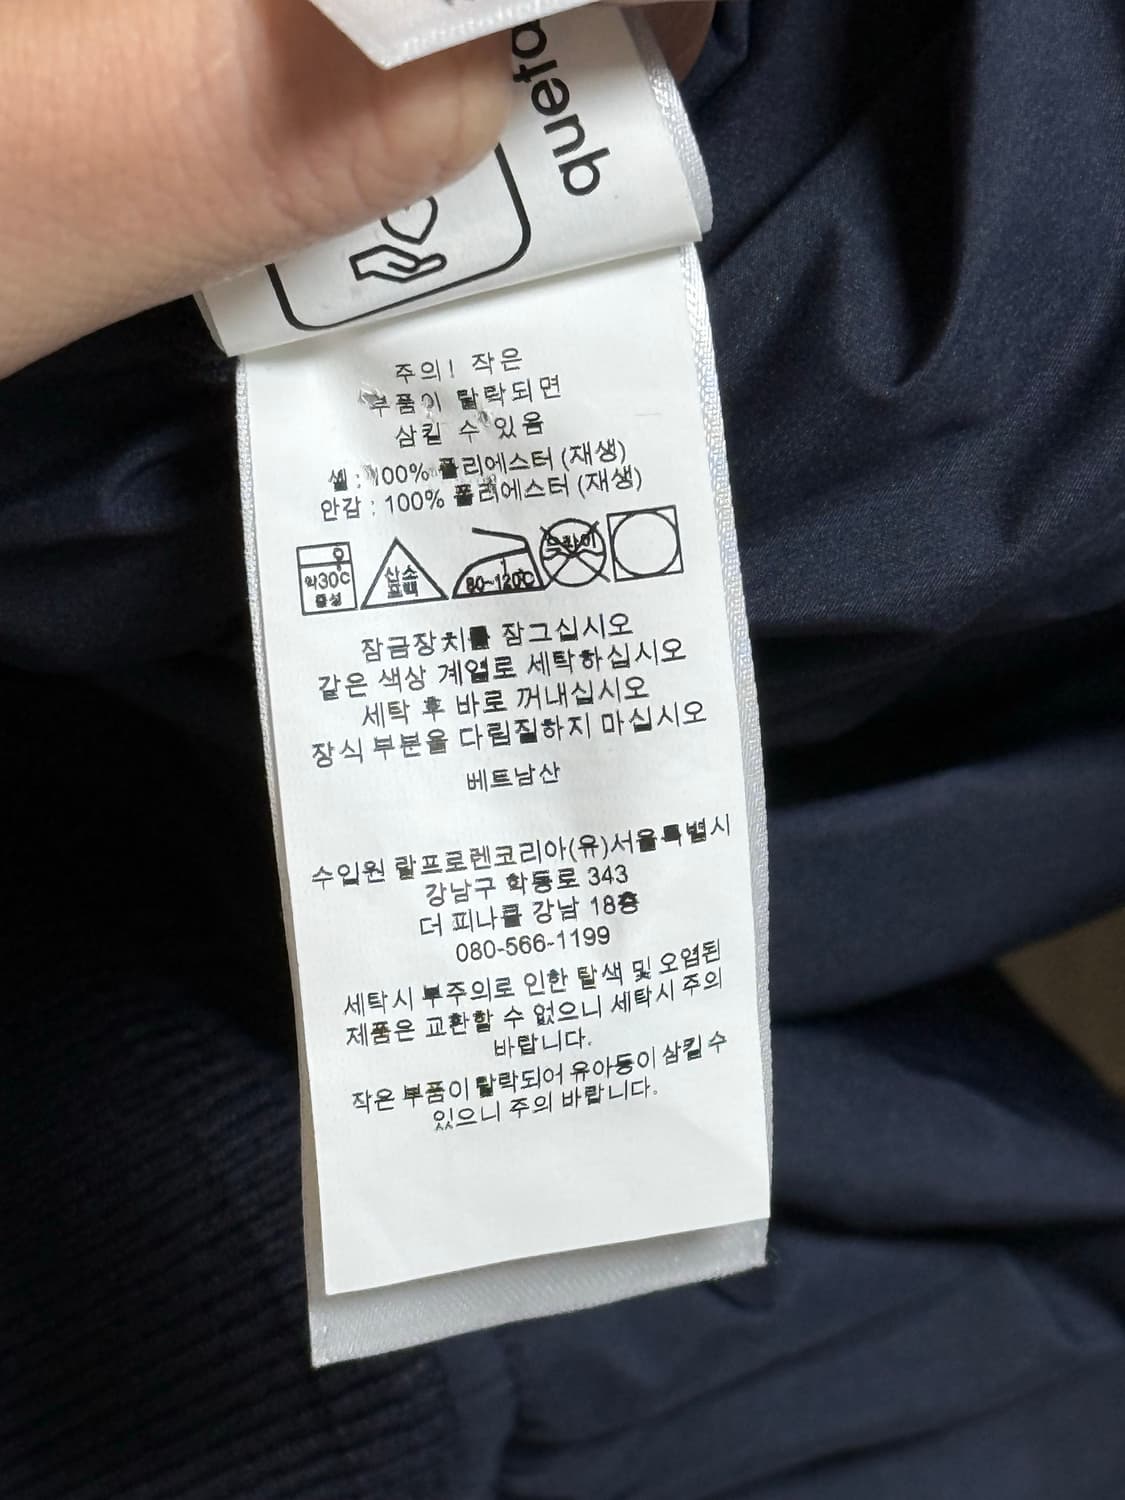 주의! 작은
부품이 탈락되면
삼킬 수 있음
셸 : 100% 폴리에스터 (재생)
안감 : 100% 폴리에스터 (재생)
약30℃
중성
산소
표백
80~120℃
드라이
잠금장치를 잠그십시오
같은 색상 계열로 세탁하십시오
세탁 후 바로 꺼내십시오
장식 부분을 다림질하지 마십시오
베트남산
수입원 랄프로렌코리아(유)서울특별시
강남구 학동로 343
더 피나클 강남 18층
080-566-1199
세탁시 부주의로 인한 탈색 및 오염된
제품은 교환할 수 없으니 세탁시 주의
바랍니다.
작은 부품이 탈락되어 유아등이 삼킬 수
있으니 주의 바랍니다.